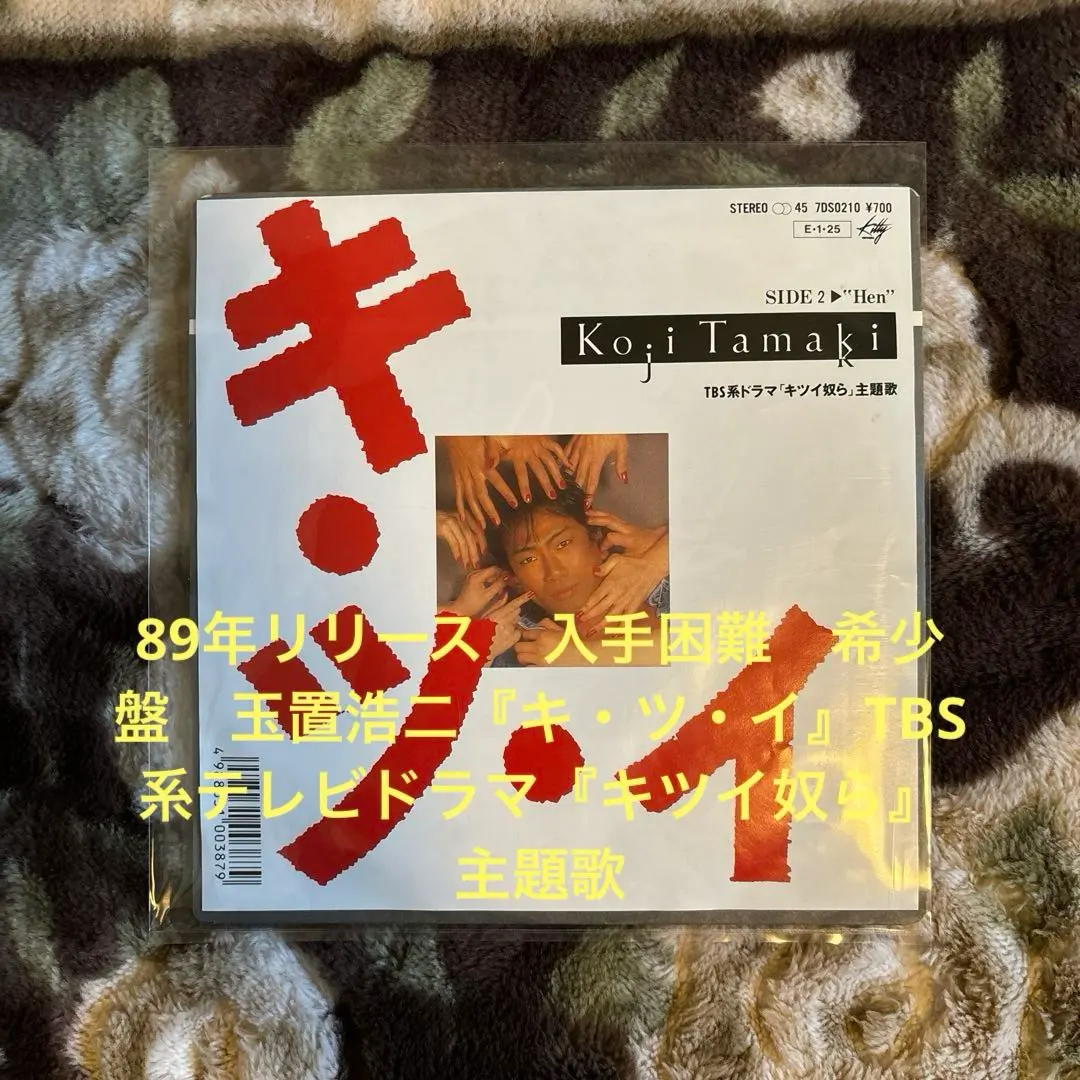 キ・ツ・イ
STEREO 45 7DS0210 ¥700
E・1・25 Kitty
SIDE 2 ▶ "Hen"
Koji Tamaki
TBS系ドラマ「キツイ奴ら」主題歌
89年リリース　入手困難　希少
盤　玉置浩二『キ・ツ・イ』TBS
系テレビドラマ『キツイ奴ら』
主題歌
003879